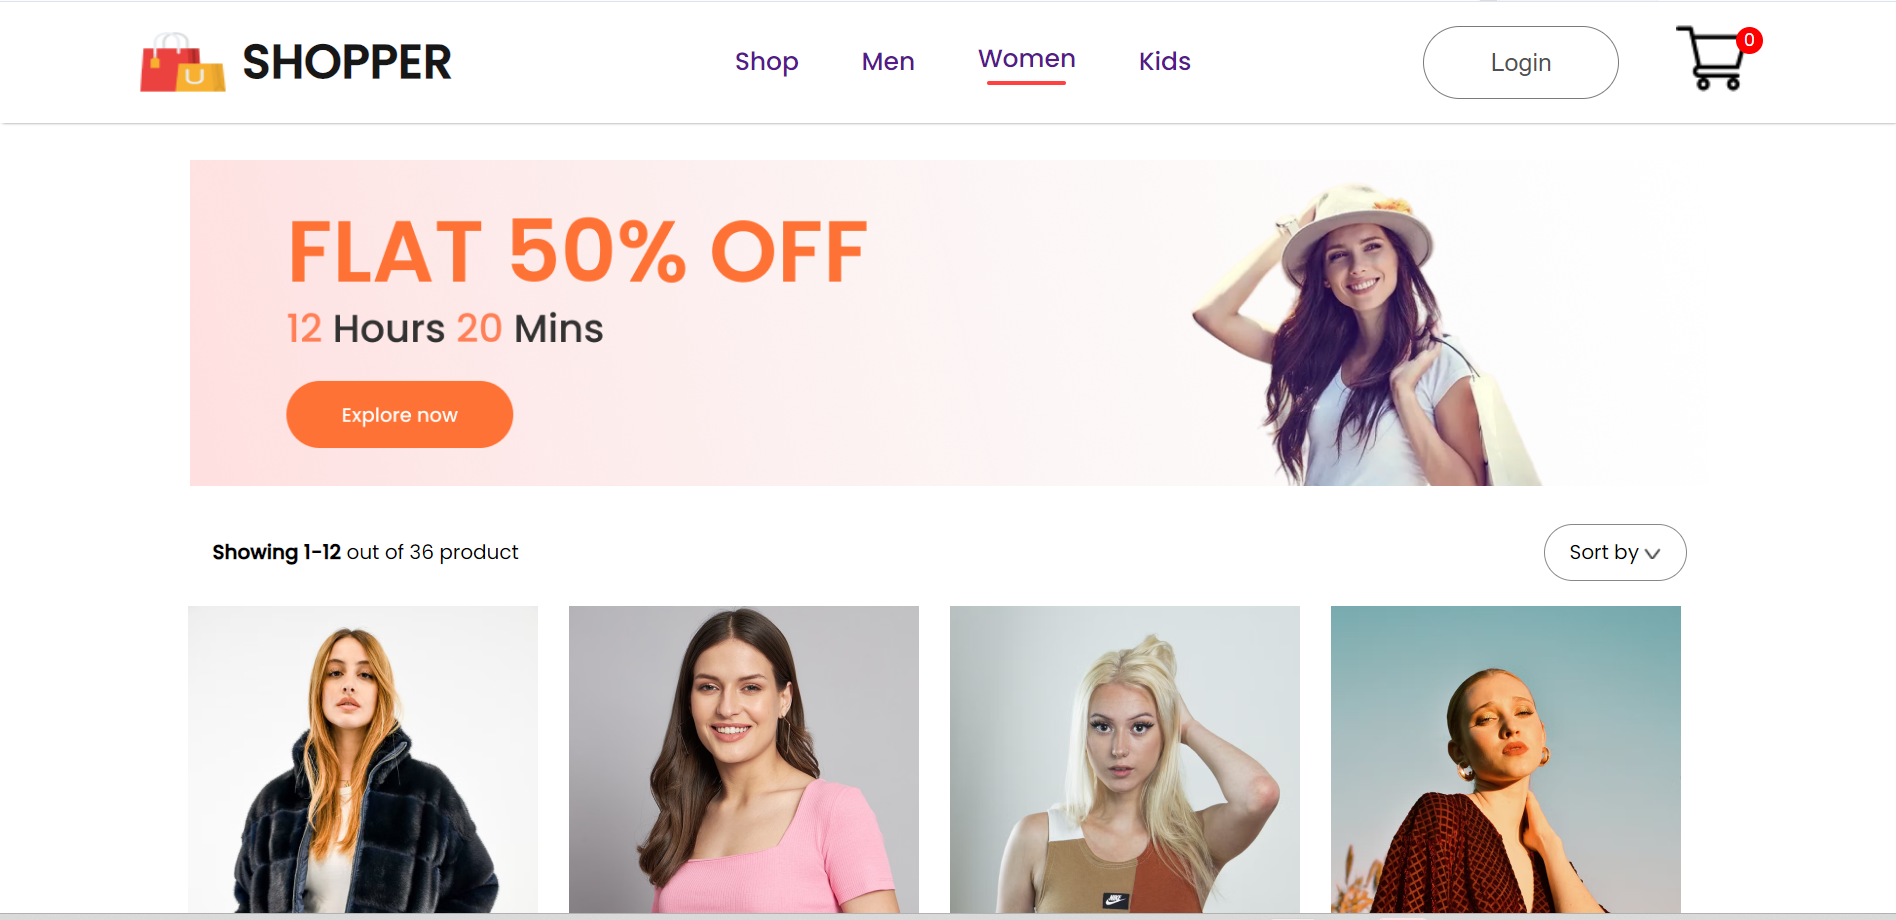 SHOPPER
Shop Men Women Kids
Login
0
FLAT 50% OFF
12 Hours 20 Mins
Explore now
Showing 1-12 out of 36 product
Sort by
NIKE